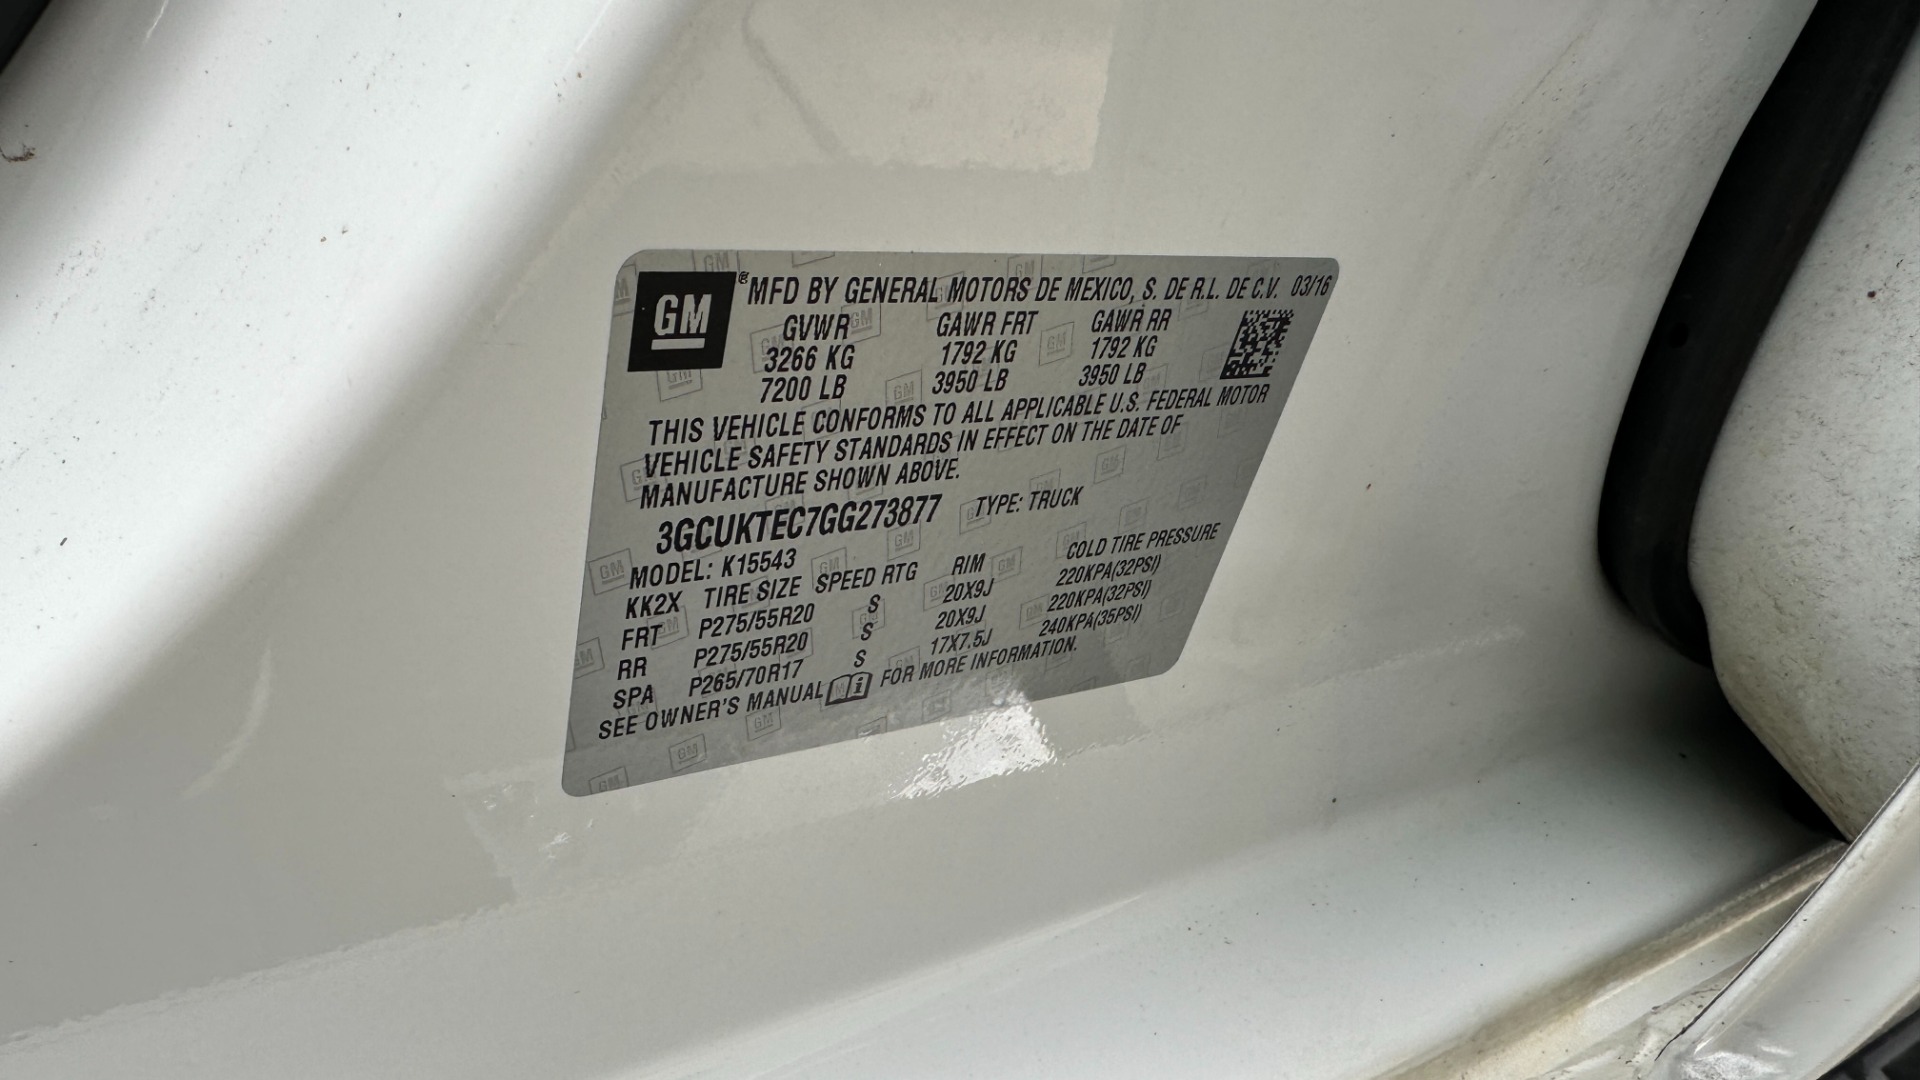 GM ® MFD BY GENERAL MOTORS DE MEXICO, S. DE R.L. DE C.V. 03/16
GVWR GAWR FRT GAWR RR
3266 KG 1792 KG 1792 KG
7200 LB 3950 LB 3950 LB
THIS VEHICLE CONFORMS TO ALL APPLICABLE U.S. FEDERAL MOTOR
VEHICLE SAFETY STANDARDS IN EFFECT ON THE DATE OF
MANUFACTURE SHOWN ABOVE.
3GCUKTEC7GG273877 TYPE: TRUCK
MODEL: K15543
KK2X TIRE SIZE SPEED RTG RIM COLD TIRE PRESSURE
FRT P275/55R20 S 20X9J 220KPA(32PSI)
RR P275/55R20 S 20X9J 220KPA(32PSI)
SPA P265/70R17 S 17X7.5J 240KPA(35PSI)
SEE OWNER'S MANUAL FOR MORE INFORMATION.